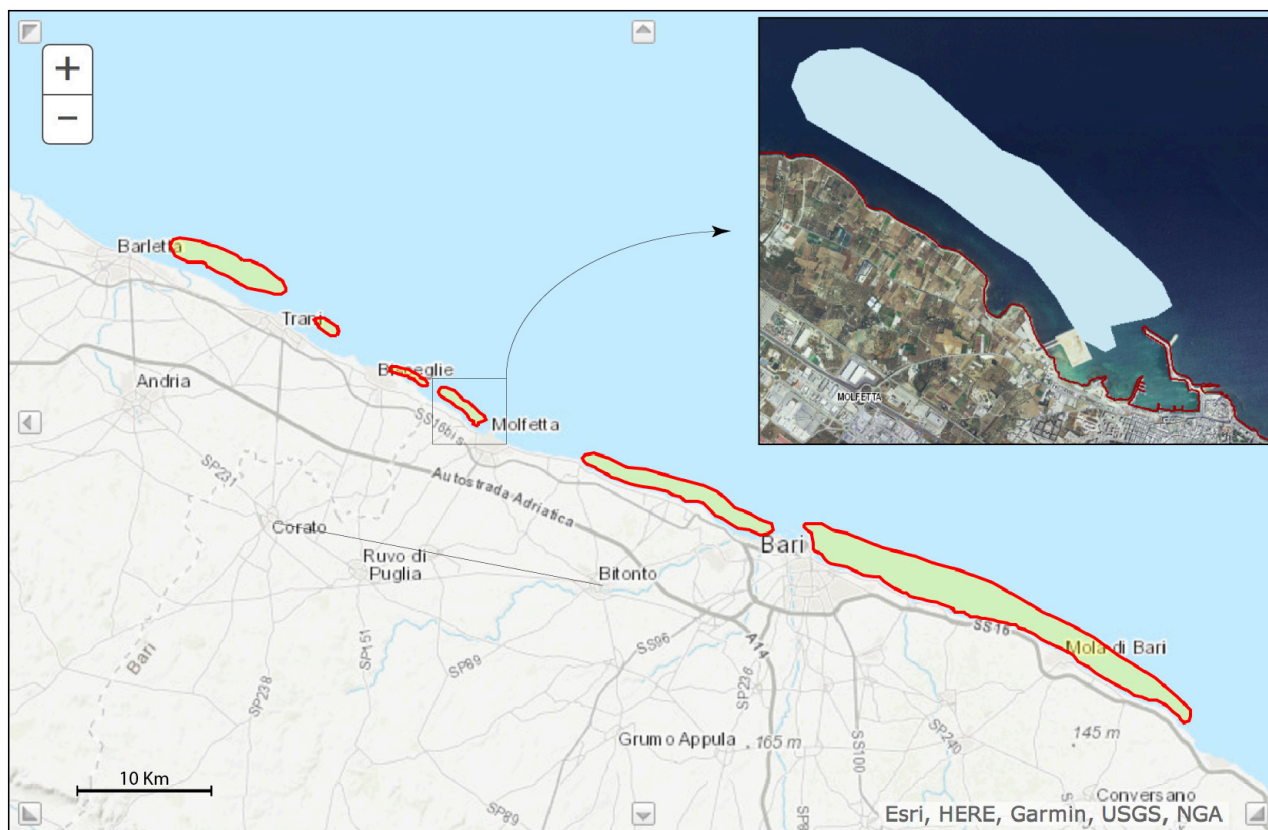 +
−
Barletta
Trani
Bisceglie
Andria
Molfetta
SS16bis
SP231
Autostrada Adriatica
Corato
Ruvo di
Puglia
Bitonto
Bari
Bari
SP151
SP89
SP238
SS96
A14
SP236
SS16
Mola di Bari
SP240
SS100
145 m
Grumo Appula
165 m
Conversano
SP89
10 Km
MOLFETTA
Esri, HERE, Garmin, USGS, NGA